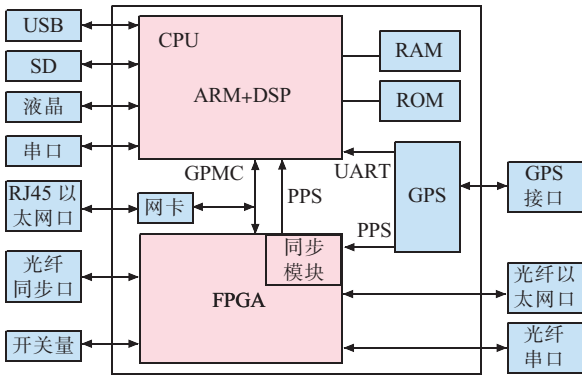 USB
SD
液晶
串口
RJ45 以
太网口
光纤
同步口
开关量
CPU
ARM+DSP
RAM
ROM
GPMC
PPS
UART
网卡
GPS
PPS
同步
模块
FPGA
GPS
接口
光纤以
太网口
光纤
串口